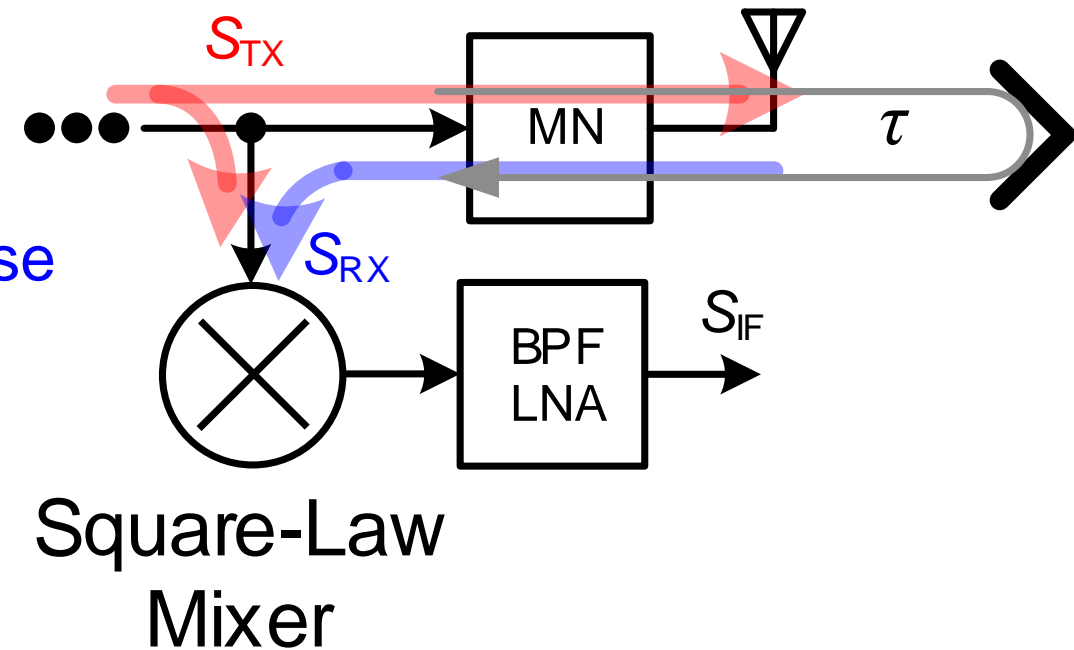 STX
MN
τ
se
SRX
SIF
BPF
LNA
Square-Law
Mixer